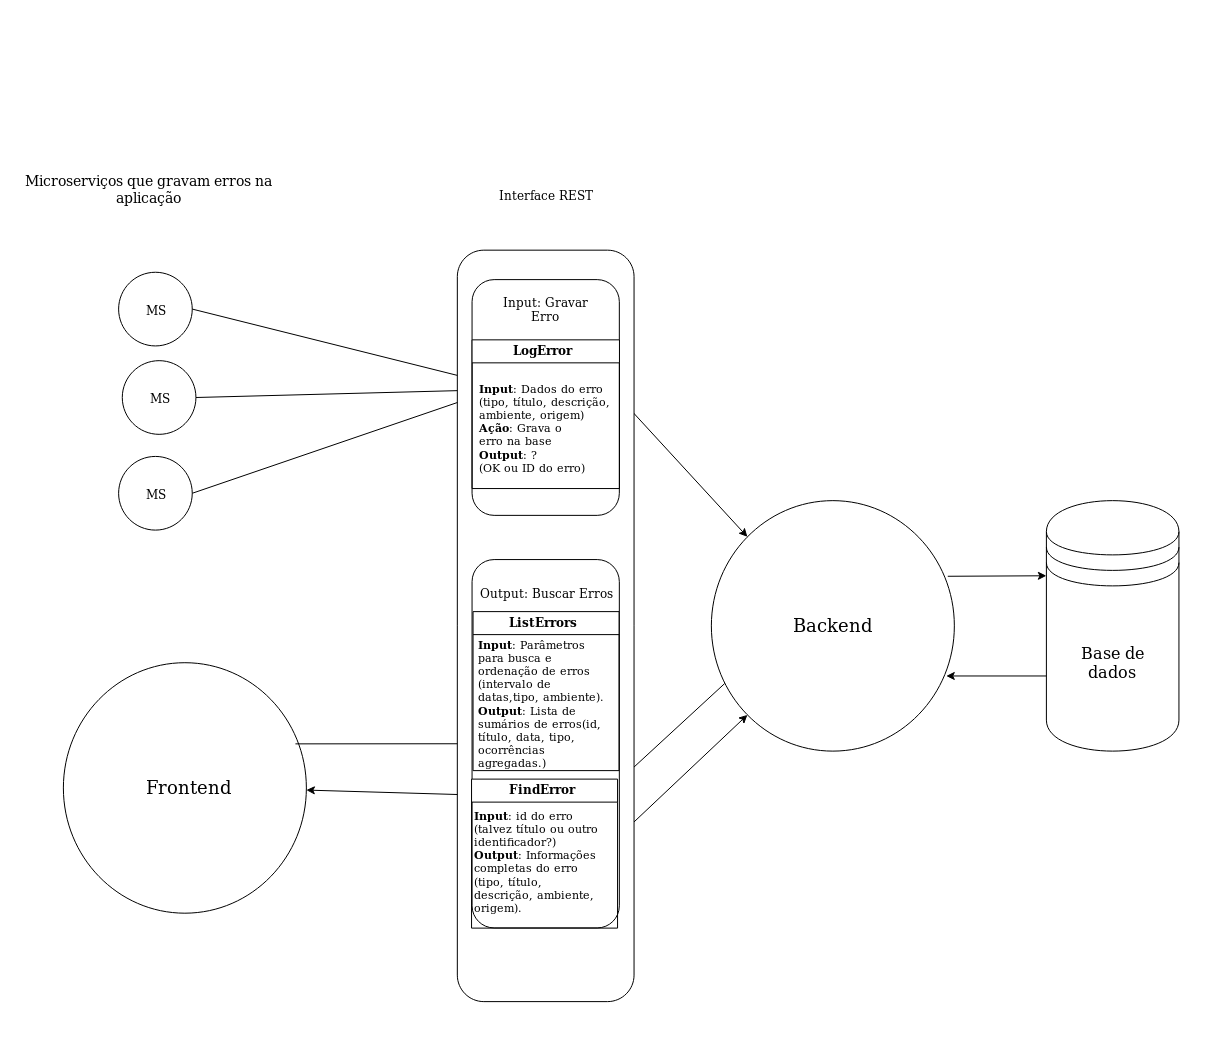 Microserviços que gravam erros na
aplicação
Interface REST
MS
MS
MS
Input: Gravar
Erro
LogError
Input: Dados do erro
(tipo, título, descrição,
ambiente, origem)
Ação: Grava o
erro na base
Output: ?
(OK ou ID do erro)
Output: Buscar Erros
ListErrors
Input: Parâmetros
para busca e
ordenação de erros
(intervalo de
datas,tipo, ambiente).
Output: Lista de
sumários de erros(id,
título, data, tipo,
ocorrências
agregadas.)
FindError
Input: id do erro
(talvez título ou outro
identificador?)
Output: Informações
completas do erro
(tipo, título,
descrição, ambiente,
origem).
Frontend
Backend
Base de
dados